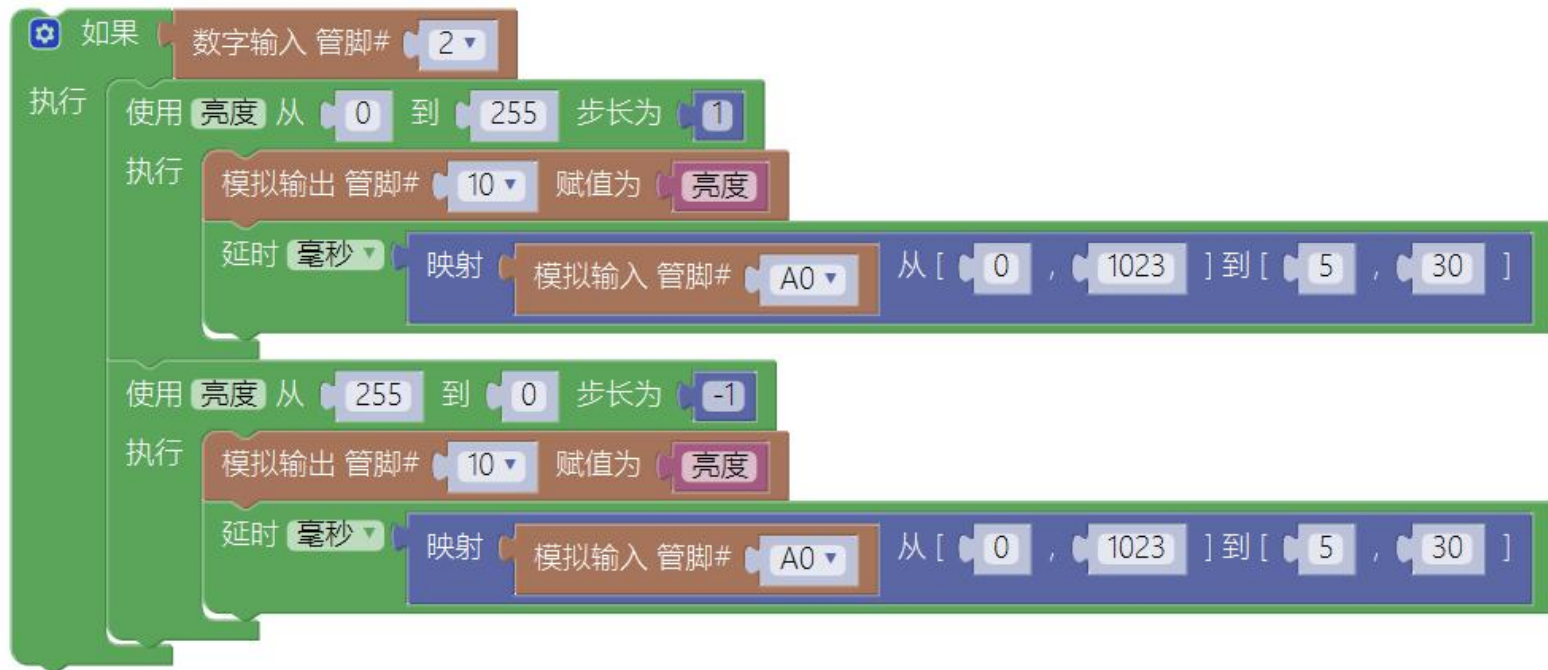 如果 数字输入 管脚# 2
执行 使用 亮度 从 0 到 255 步长为 1
执行 模拟输出 管脚# 10 赋值为 亮度
延时 毫秒 映射 模拟输入 管脚# A0 从 [ 0 , 1023 ] 到 [ 5 , 30 ]
使用 亮度 从 255 到 0 步长为 -1
执行 模拟输出 管脚# 10 赋值为 亮度
延时 毫秒 映射 模拟输入 管脚# A0 从 [ 0 , 1023 ] 到 [ 5 , 30 ]